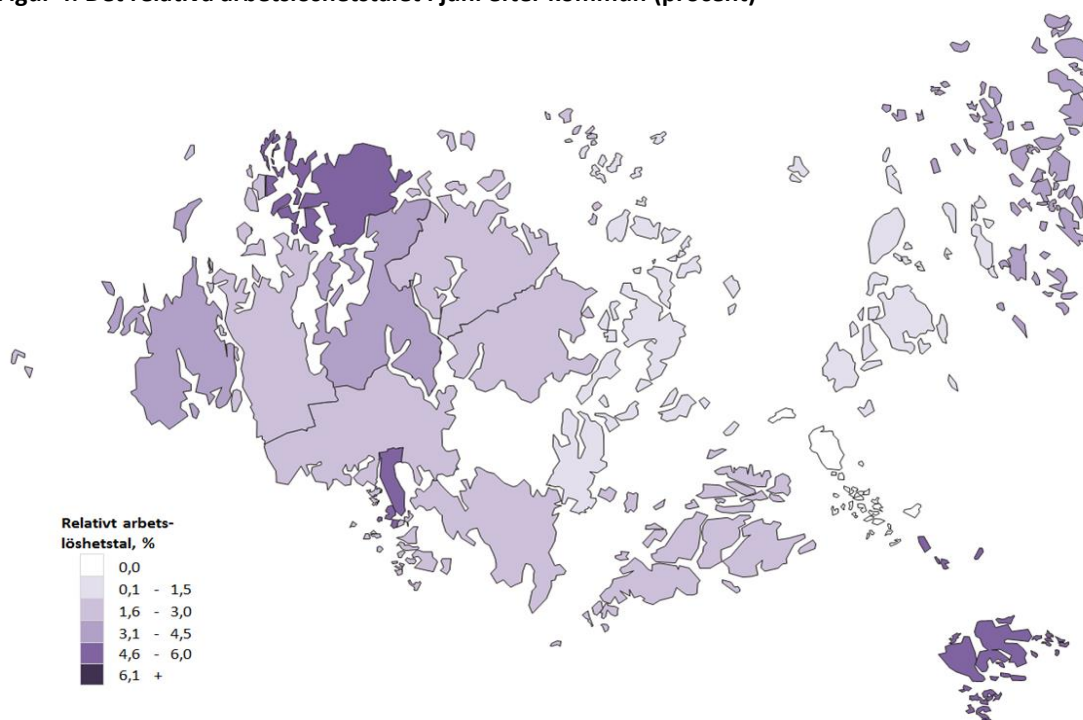 Relativt arbets-
löshetstal, %
0,0
0,1 - 1,5
1,6 - 3,0
3,1 - 4,5
4,6 - 6,0
6,1 +